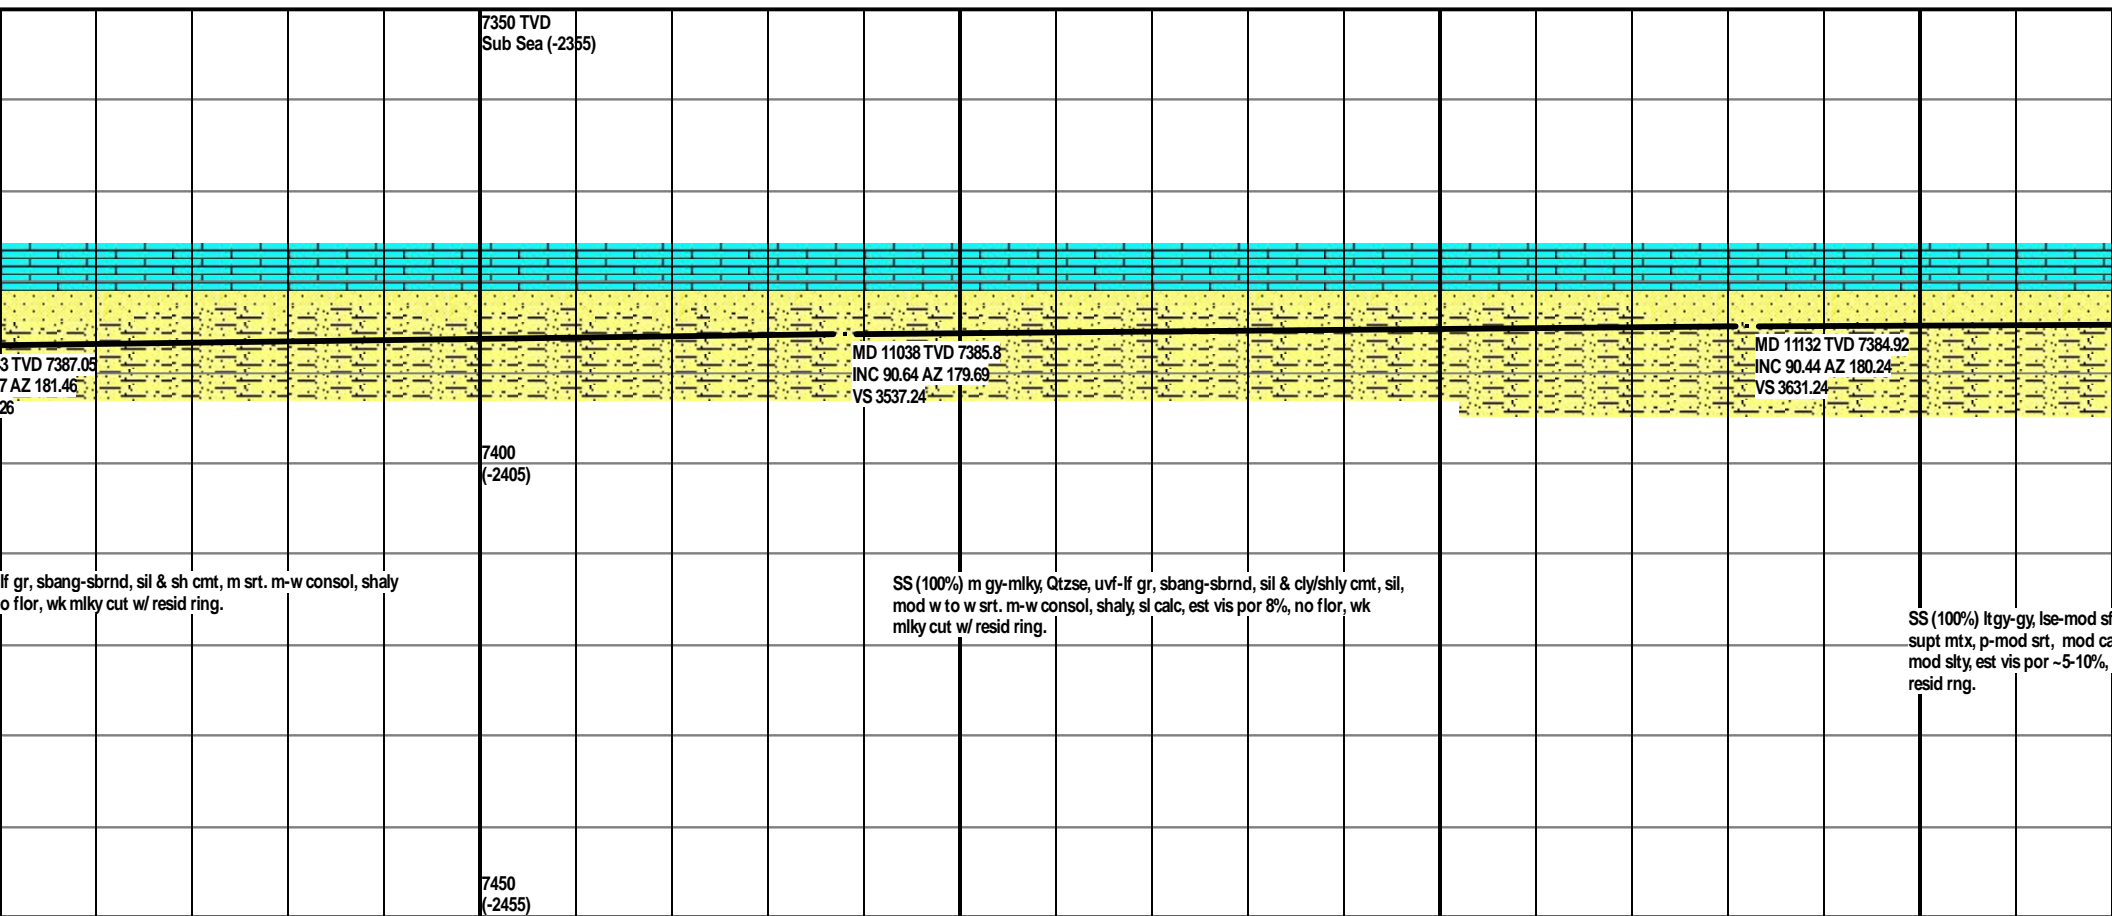 7350 TVD
Sub Sea (-2355)
3 TVD 7387.05
7 AZ 181.46
26
MD 11038 TVD 7385.8
INC 90.64 AZ 179.69
VS 3537.24
MD 11132 TVD 7384.92
INC 90.44 AZ 180.24
VS 3631.24
7400
(-2405)
lf gr, sbang-sbrnd, sil & sh cmt, m srt. m-w consol, shaly
o flor, wk mlky cut w/ resid ring.
SS (100%) m gy-mlky, Qtzse, uvf-lf gr, sbang-sbrnd, sil & cly/shly cmt, sil,
mod w to w srt. m-w consol, shaly, sl calc, est vis por 8%, no flor, wk
mlky cut w/ resid ring.
SS (100%) ltgy-gy, lse-mod sf
supt mtx, p-mod srt, mod ca
mod slty, est vis por ~5-10%,
resid rng.
7450
(-2455)